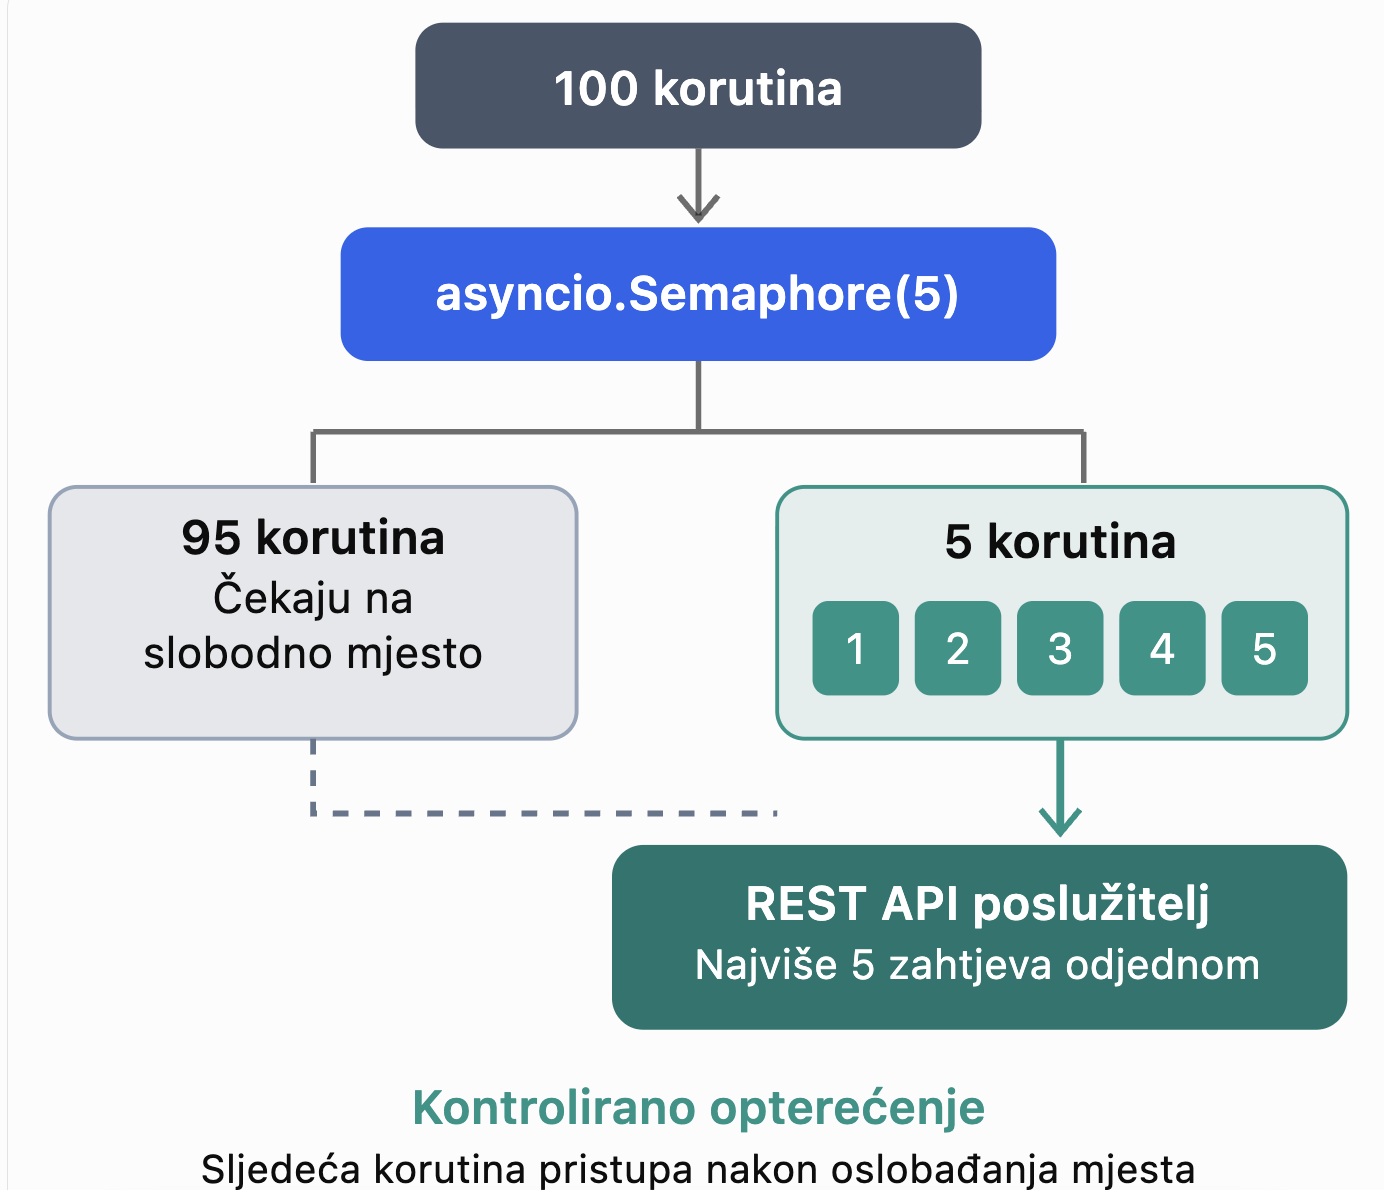 100 korutina
asyncio.Semaphore(5)
95 korutina
Čekaju na
slobodno mjesto
5 korutina
1 2 3 4 5
REST API poslužitelj
Najviše 5 zahtjeva odjednom
Kontrolirano opterećenje
Sljedeća korutina pristupa nakon oslobađanja mjesta